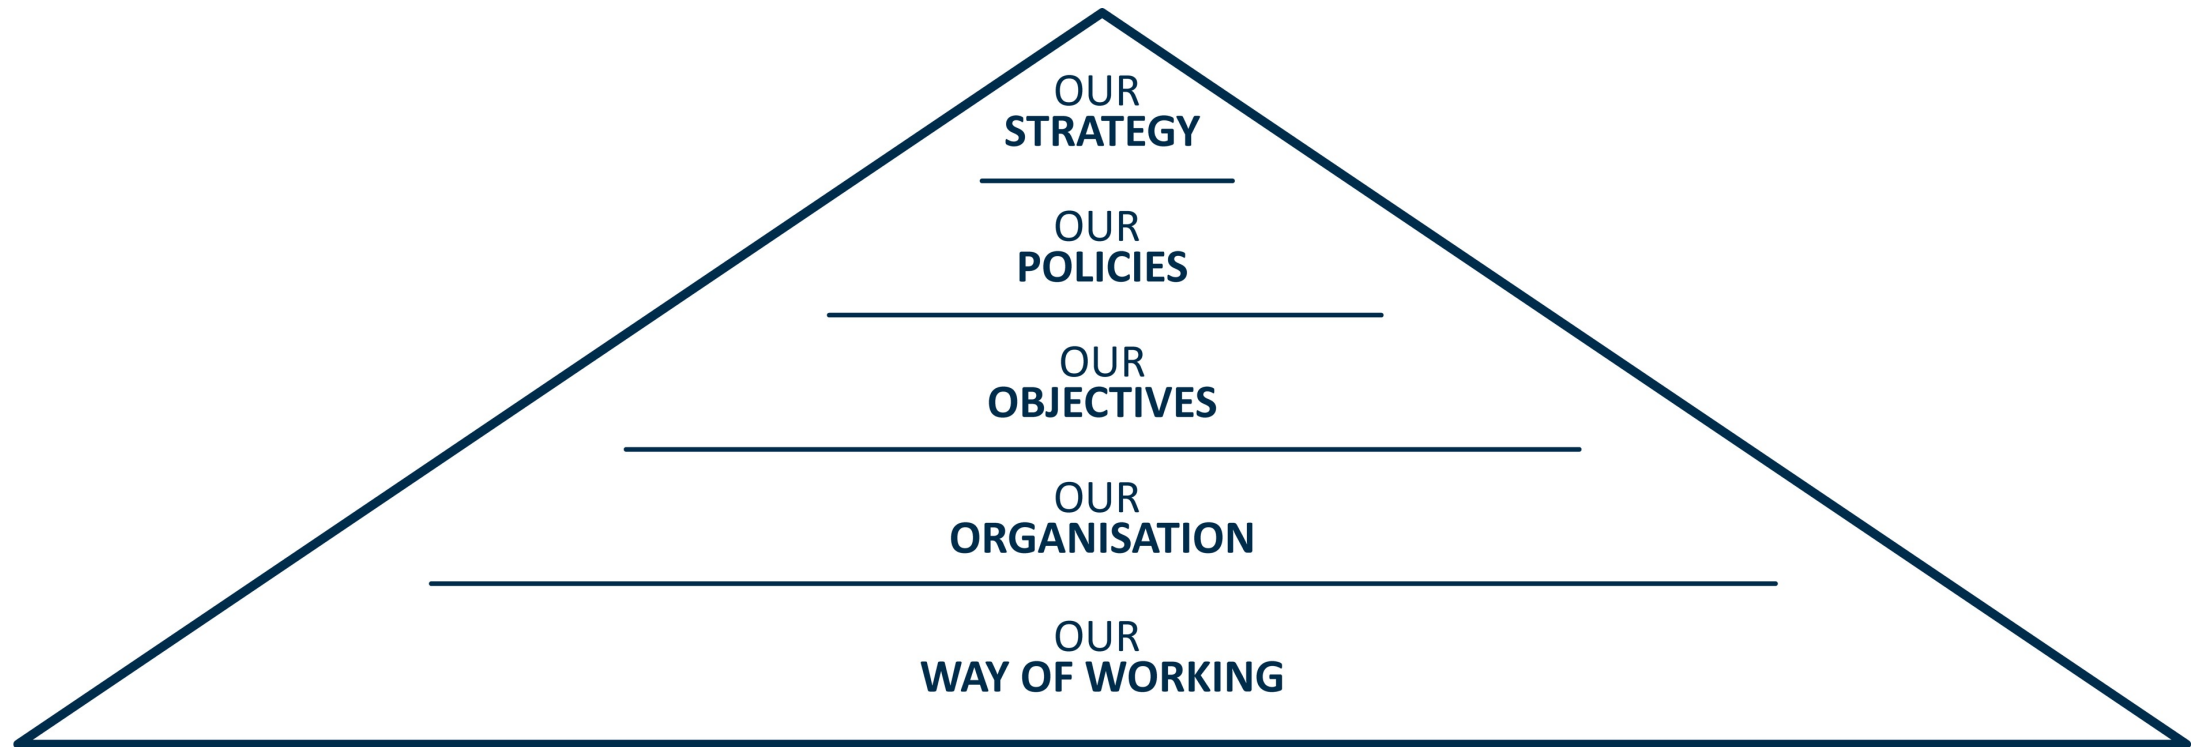 OUR
STRATEGY
OUR
POLICIES
OUR
OBJECTIVES
OUR
ORGANISATION
OUR
WAY OF WORKING